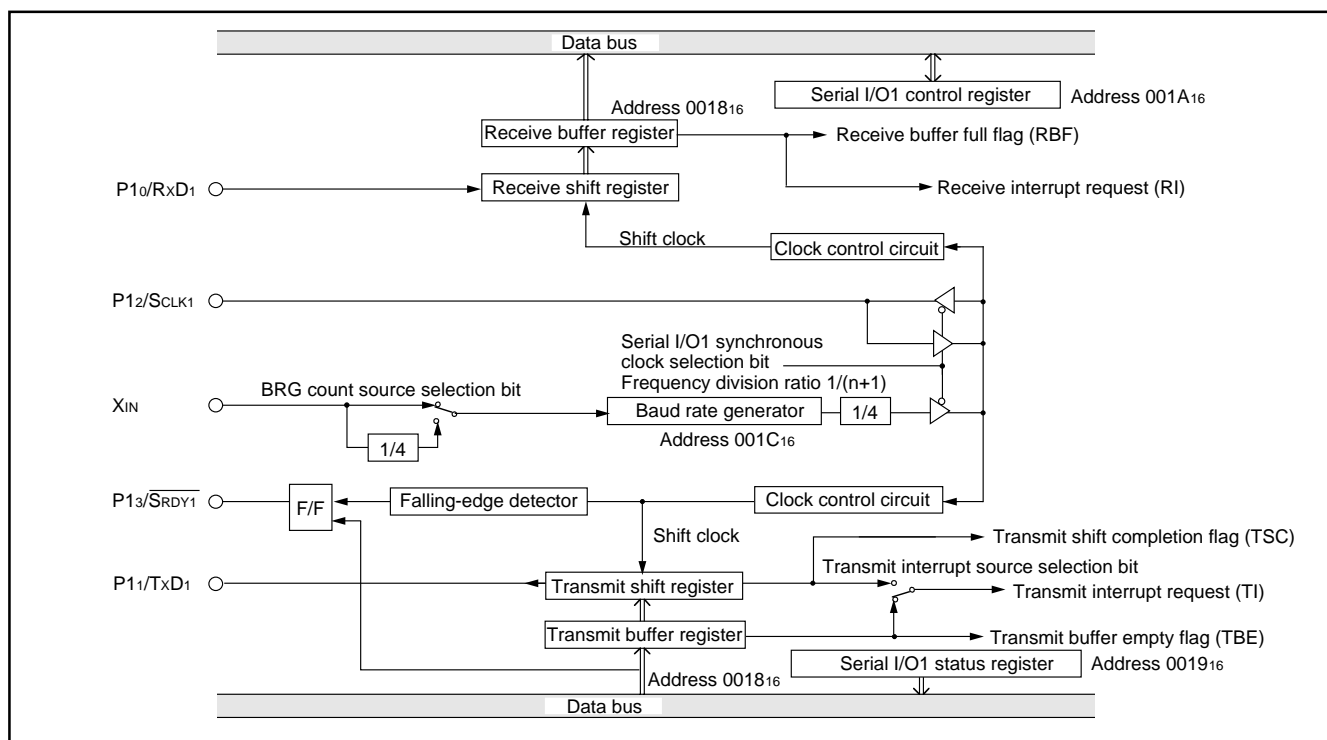 Data bus
Serial I/O1 control register
Address 001A16
Address 001816
Receive buffer register
Receive buffer full flag (RBF)
P10/RXD1
Receive shift register
Receive interrupt request (RI)
Shift clock
Clock control circuit
P12/SCLK1
Serial I/O1 synchronous
clock selection bit
BRG count source selection bit
Frequency division ratio 1/(n+1)
XIN
Baud rate generator
1/4
1/4
Address 001C16
P13/SRDY1
F/F
Falling-edge detector
Clock control circuit
Shift clock
Transmit shift completion flag (TSC)
Transmit interrupt source selection bit
P11/TXD1
Transmit shift register
Transmit interrupt request (TI)
Transmit buffer register
Transmit buffer empty flag (TBE)
Serial I/O1 status register
Address 001916
Address 001816
Data bus